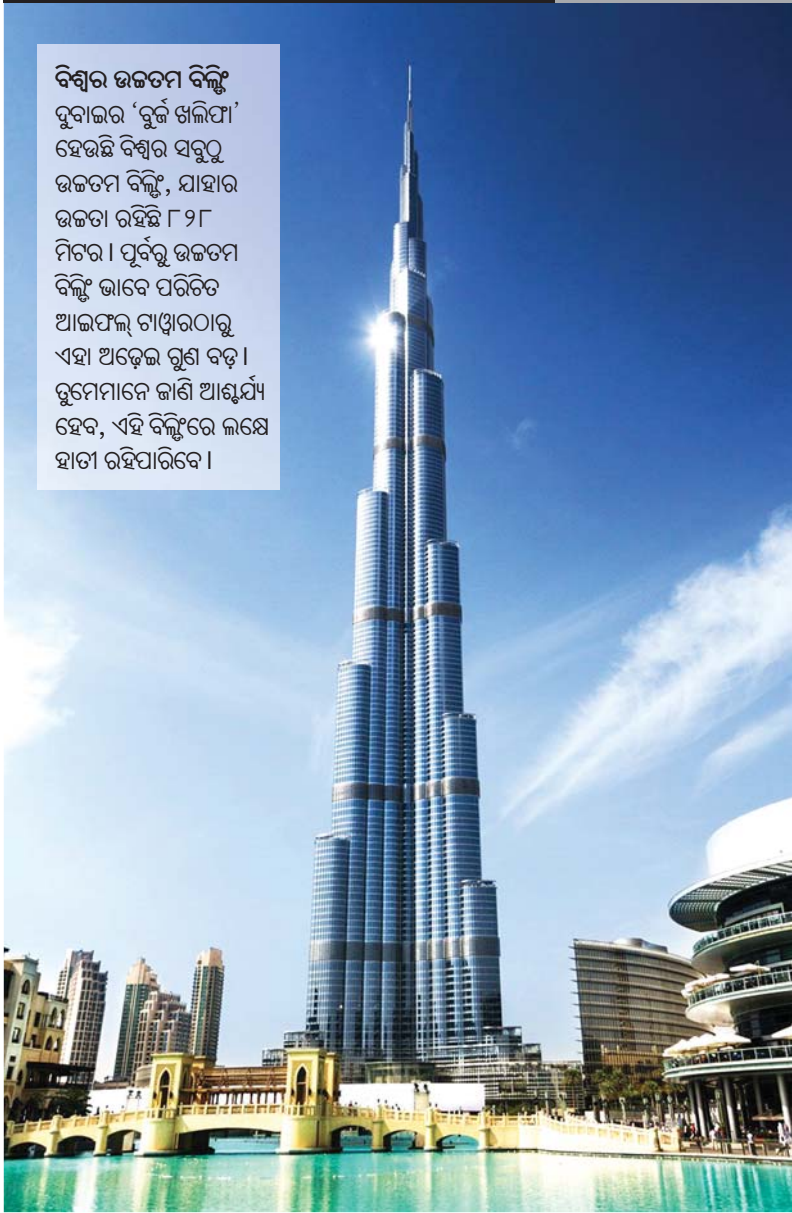 ବିଶ୍ୱର ଉଚ୍ଚତମ ବିଲ୍ଡିଂ
ଦୁବାଇର ‘ବୁର୍ଜ ଖଲିଫା’
ହେଉଛି ବିଶ୍ୱର ସବୁଠୁ
ଉଚ୍ଚତମ ବିଲ୍ଡିଂ, ଯାହାର
ଉଚ୍ଚତା ରହିଛି ୮୨୮
ମିଟର । ପୂର୍ବରୁ ଉଚ୍ଚତମ
ବିଲ୍ଡିଂ ଭାବେ ପରିଚିତ
ଆଇଫଲ୍ ଟାୱାରଠାରୁ
ଏହା ଅଢ଼େଇ ଗୁଣ ବଡ଼ ।
ତୁମେମାନେ ଜାଣି ଆଶ୍ଚର୍ଯ୍ୟ
ହେବ, ଏହି ବିଲ୍ଡିଂରେ ଲକ୍ଷେ
ହାତୀ ରହିପାରିବେ ।